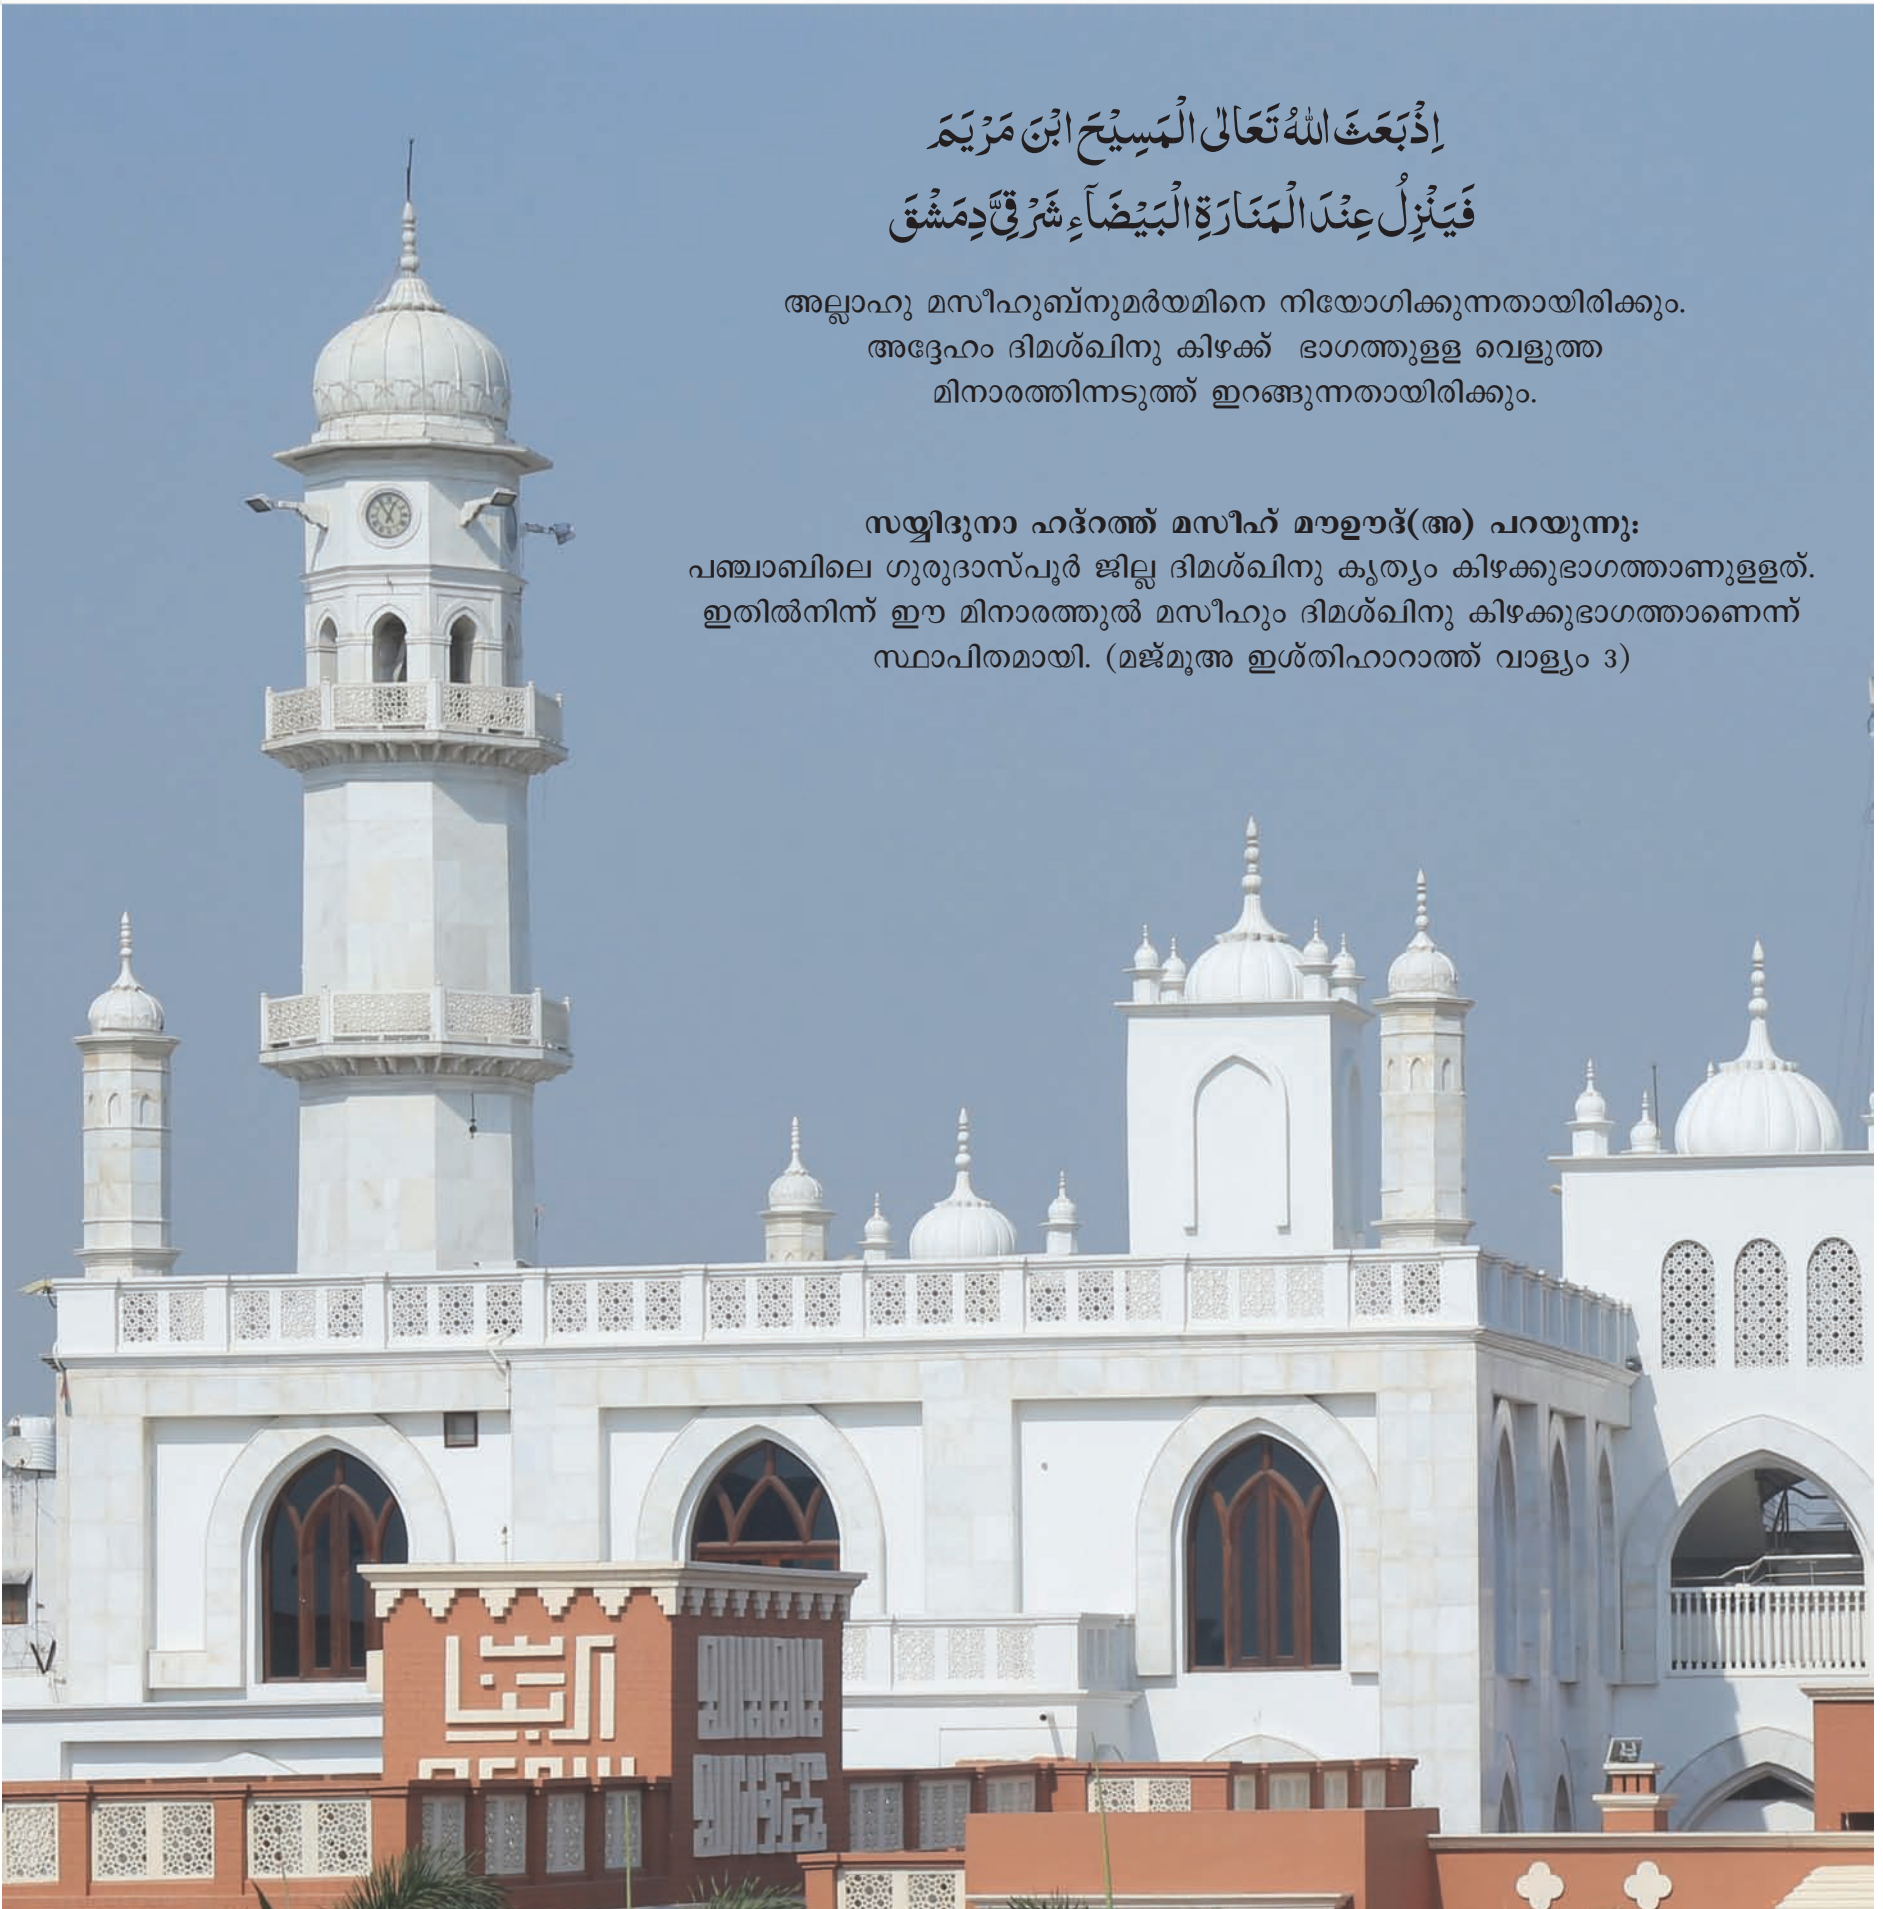 اِذْ بَعَثَ اللّٰهُ تَعَالٰى الْمَسِيْحَ ابْنَ مَرْيَمَ
فَيَنْزِلُ عِنْدَ الْمَنَارَةِ الْبَيْضَآءِ شَرْقِيَّ دِمَشْقَ
അല്ലാഹു മസീഹുബ്നുമർയമിനെ നിയോഗിക്കുന്നതായിരിക്കും.
അദ്ദേഹം ദിമശ്ഖിനു കിഴക്ക് ഭാഗത്തുളള വെളുത്ത
മിനാരത്തിന്നടുത്ത് ഇറങ്ങുന്നതായിരിക്കും.
സയ്യിദുനാ ഹദ്റത്ത് മസീഹ് മൗഊദ്(അ) പറയുന്നു:
പഞ്ചാബിലെ ഗുരുദാസ്പൂർ ജില്ല ദിമശ്ഖിനു കൃത്യം കിഴക്കുഭാഗത്താണുളളത്.
ഇതിൽനിന്ന് ഈ മിനാരത്തുൽ മസീഹും ദിമശ്ഖിനു കിഴക്കുഭാഗത്താണെന്ന്
സ്ഥാപിതമായി. (മജ്മൂഅ ഇശ്തിഹാറാത്ത് വാള്യം 3)